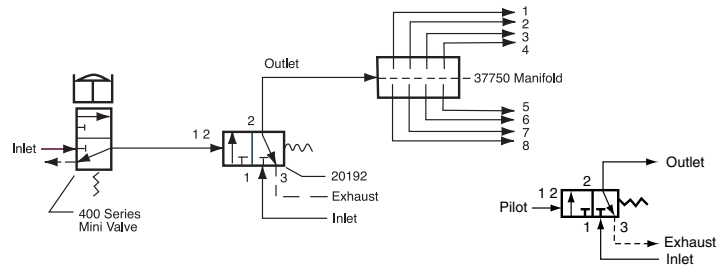 1
2
3
4
Outlet
37750 Manifold
5
6
7
8
Inlet
1 2
2
1
3
20192
Exhaust
Inlet
400 Series
Mini Valve
Outlet
2
1 2
Pilot
1
3
Exhaust
Inlet